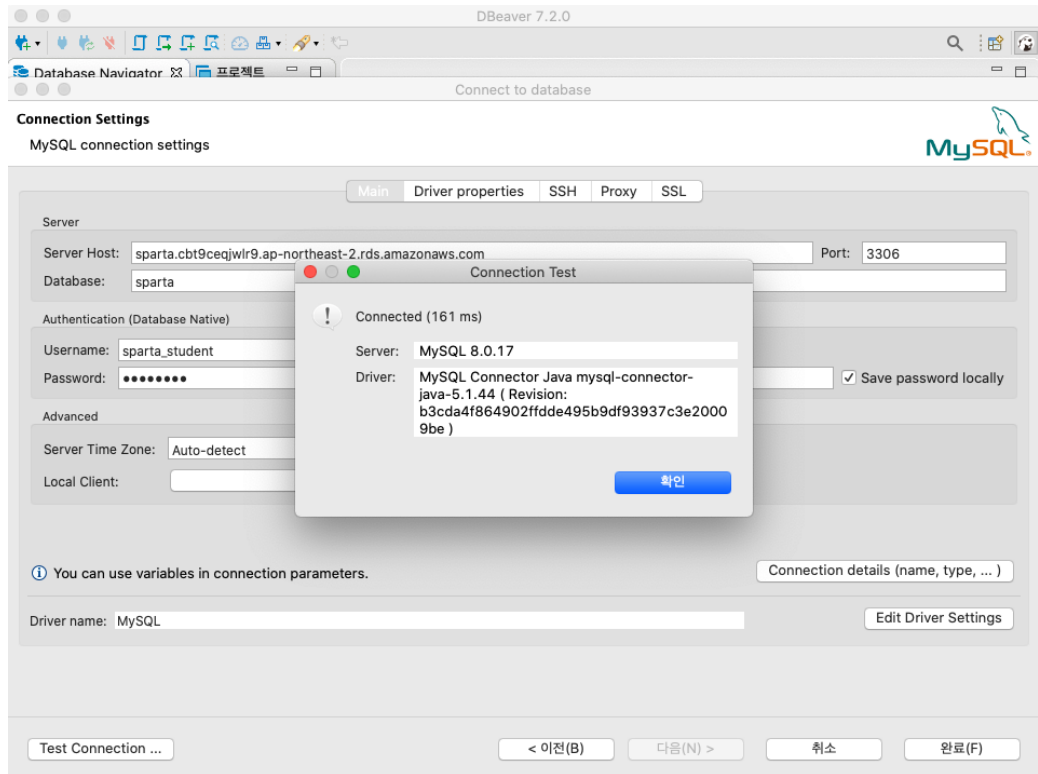 DBeaver 7.2.0
Database Navigator 프로젝트
Connect to database
Connection Settings
MySQL connection settings
MySQL
Main Driver properties SSH Proxy SSL
Server
Server Host: sparta.cbt9ceqjwlr9.ap-northeast-2.rds.amazonaws.com Port: 3306
Database: sparta
Connection Test
Connected (161 ms)
Server: MySQL 8.0.17
Driver: MySQL Connector Java mysql-connector-
java-5.1.44 ( Revision:
b3cda4f864902ffdde495b9df93937c3e2000
9be )
확인
Authentication (Database Native)
Username: sparta_student
Password: ••••••••
Save password locally
Advanced
Server Time Zone: Auto-detect
Local Client:
You can use variables in connection parameters.
Connection details (name, type, ... )
Driver name: MySQL
Edit Driver Settings
Test Connection ... < 이전(B) 다음(N) > 취소 완료(F)